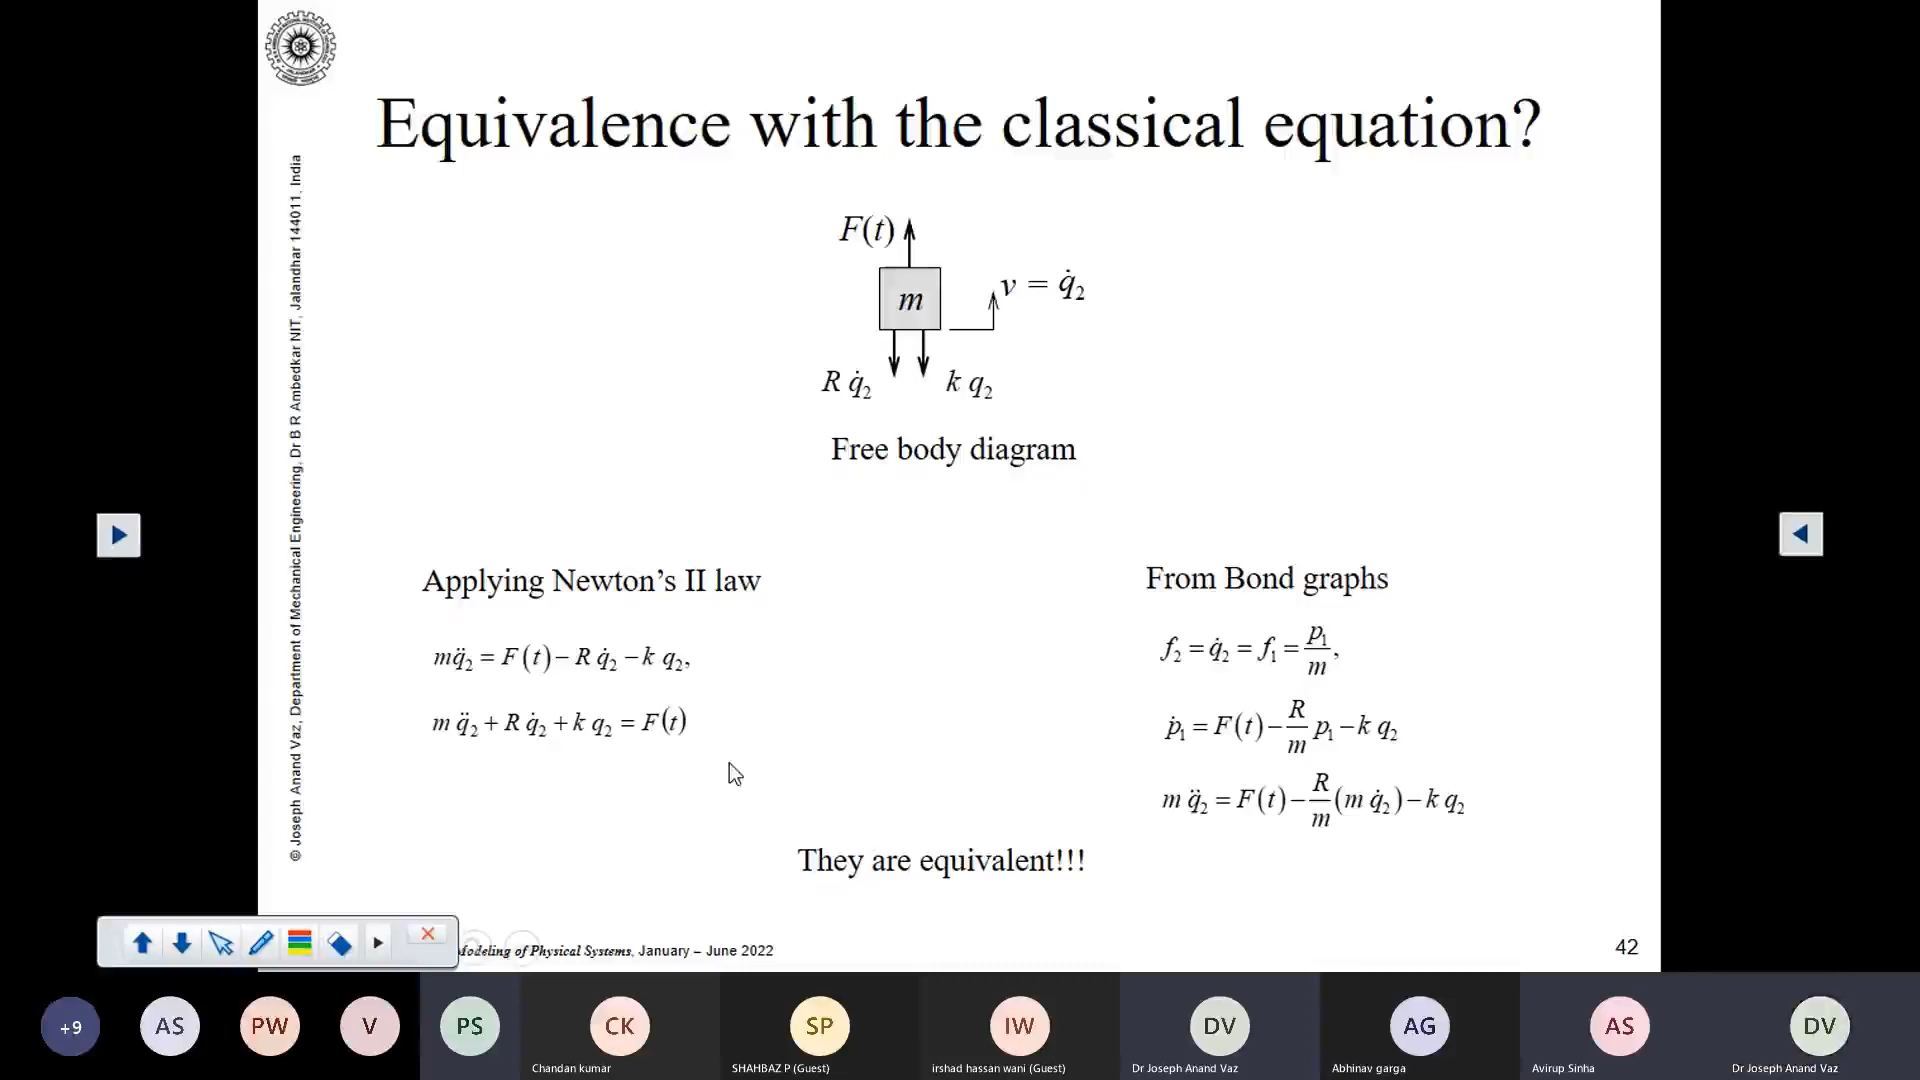 Equivalence with the classical equation?
© Joseph Anand Vaz, Department of Mechanical Engineering, Dr B R Ambedkar NIT, Jalandhar 144011, India
F(t)
m
v = q̇₂
R q̇₂
k q₂
Free body diagram
Applying Newton’s II law
mq̈₂ = F(t) − R q̇₂ − k q₂,
m q̈₂ + R q̇₂ + k q₂ = F(t)
From Bond graphs
f₂ = q̇₂ = f₁ = p₁/m,
ṗ₁ = F(t) − R/m p₁ − k q₂
m q̈₂ = F(t) − R/m (m q̇₂) − k q₂
They are equivalent!!!
Modeling of Physical Systems, January – June 2022
42
+9
AS
PW
V
PS
CK
SP
IW
DV
AG
AS
DV
Chandan kumar
SHAHBAZ P (Guest)
irshad hassan wani (Guest)
Dr Joseph Anand Vaz
Abhinav garga
Avirup Sinha
Dr Joseph Anand Vaz